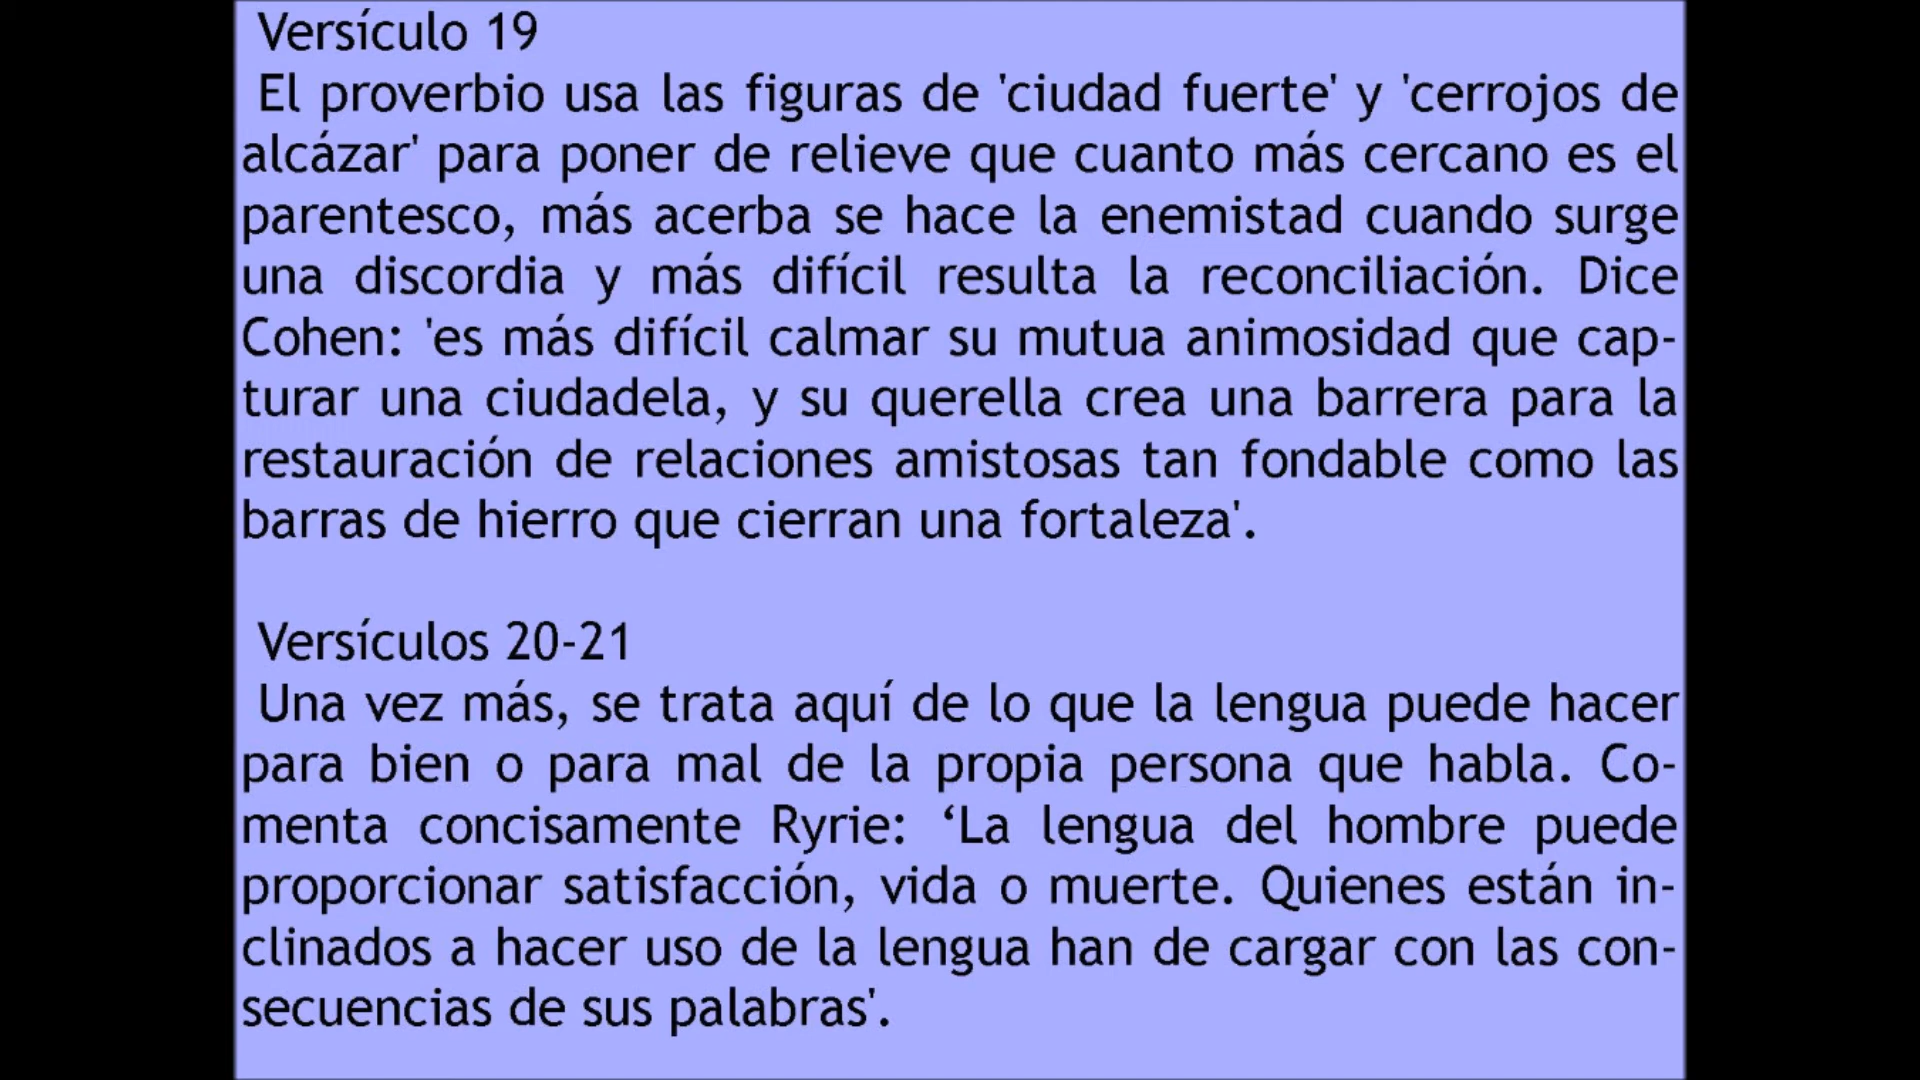 Versículo 19
El proverbio usa las figuras de 'ciudad fuerte' y 'cerrojos de
alcázar' para poner de relieve que cuanto más cercano es el
parentesco, más acerba se hace la enemistad cuando surge
una discordia y más difícil resulta la reconciliación. Dice
Cohen: 'es más difícil calmar su mutua animosidad que cap-
turar una ciudadela, y su querella crea una barrera para la
restauración de relaciones amistosas tan fondable como las
barras de hierro que cierran una fortaleza'.
Versículos 20-21
Una vez más, se trata aquí de lo que la lengua puede hacer
para bien o para mal de la propia persona que habla. Co-
menta concisamente Ryrie: ‘La lengua del hombre puede
proporcionar satisfacción, vida o muerte. Quienes están in-
clinados a hacer uso de la lengua han de cargar con las con-
secuencias de sus palabras'.